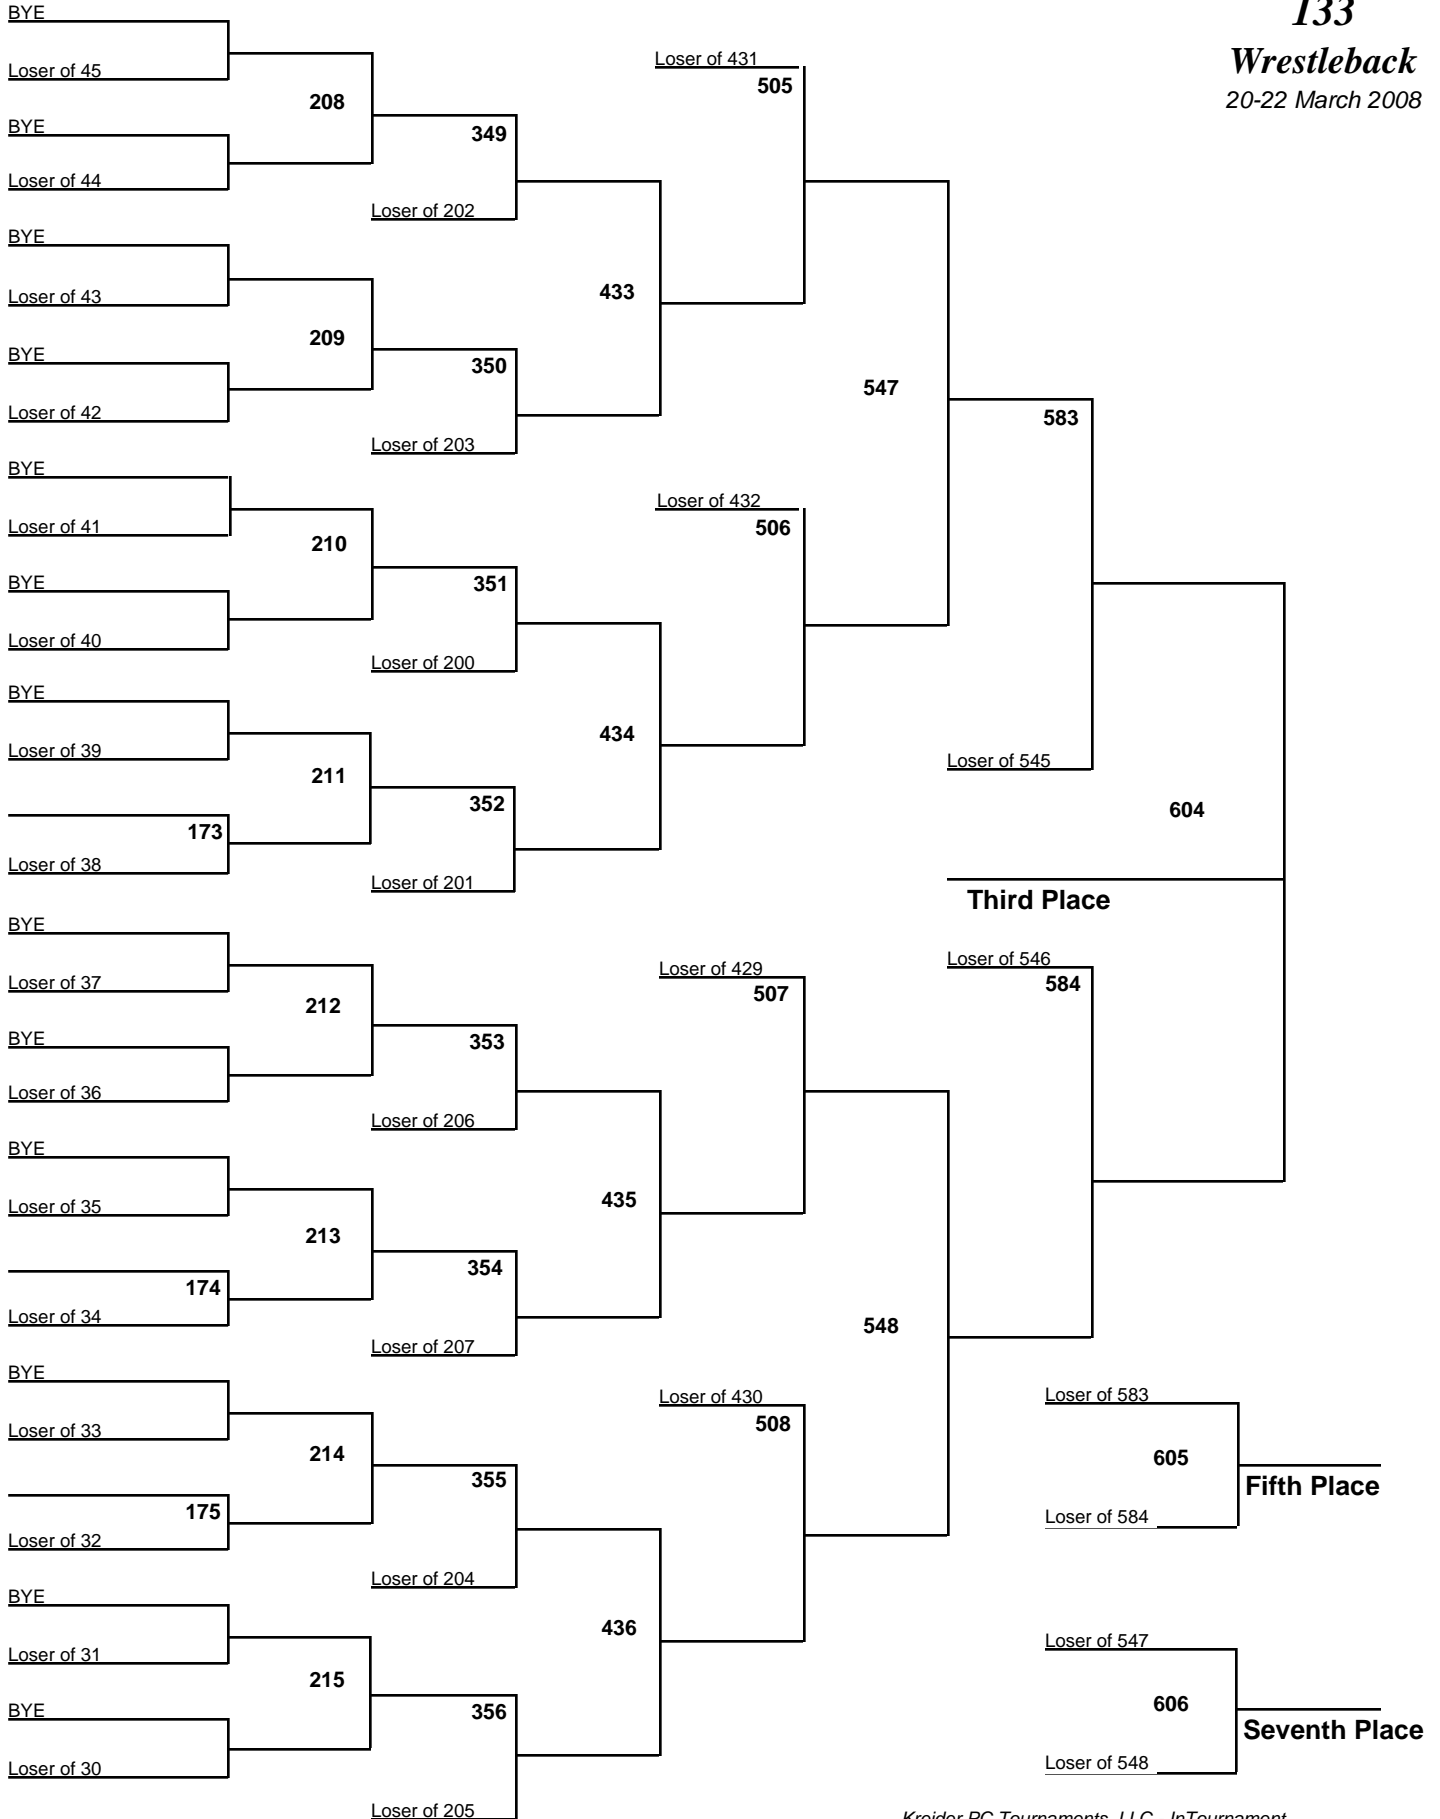 133
Wrestleback
20-22 March 2008
BYE
Loser of 45
208
BYE
Loser of 44
349
Loser of 202
BYE
Loser of 43
209
BYE
Loser of 42
350
Loser of 203
433
Loser of 431
505
BYE
Loser of 41
210
BYE
Loser of 40
351
Loser of 200
BYE
Loser of 39
211
173
Loser of 38
352
Loser of 201
434
Loser of 432
506
547
583
Loser of 545
604
Third Place
BYE
Loser of 37
212
BYE
Loser of 36
353
Loser of 206
BYE
Loser of 35
213
174
Loser of 34
354
Loser of 207
435
Loser of 429
507
Loser of 546
584
BYE
Loser of 33
214
175
Loser of 32
355
Loser of 204
BYE
Loser of 31
215
BYE
Loser of 30
356
Loser of 205
436
Loser of 430
508
548
Loser of 583
605
Fifth Place
Loser of 584
Loser of 547
606
Seventh Place
Loser of 548
Kreider PC Tournaments, LLC - InTournament